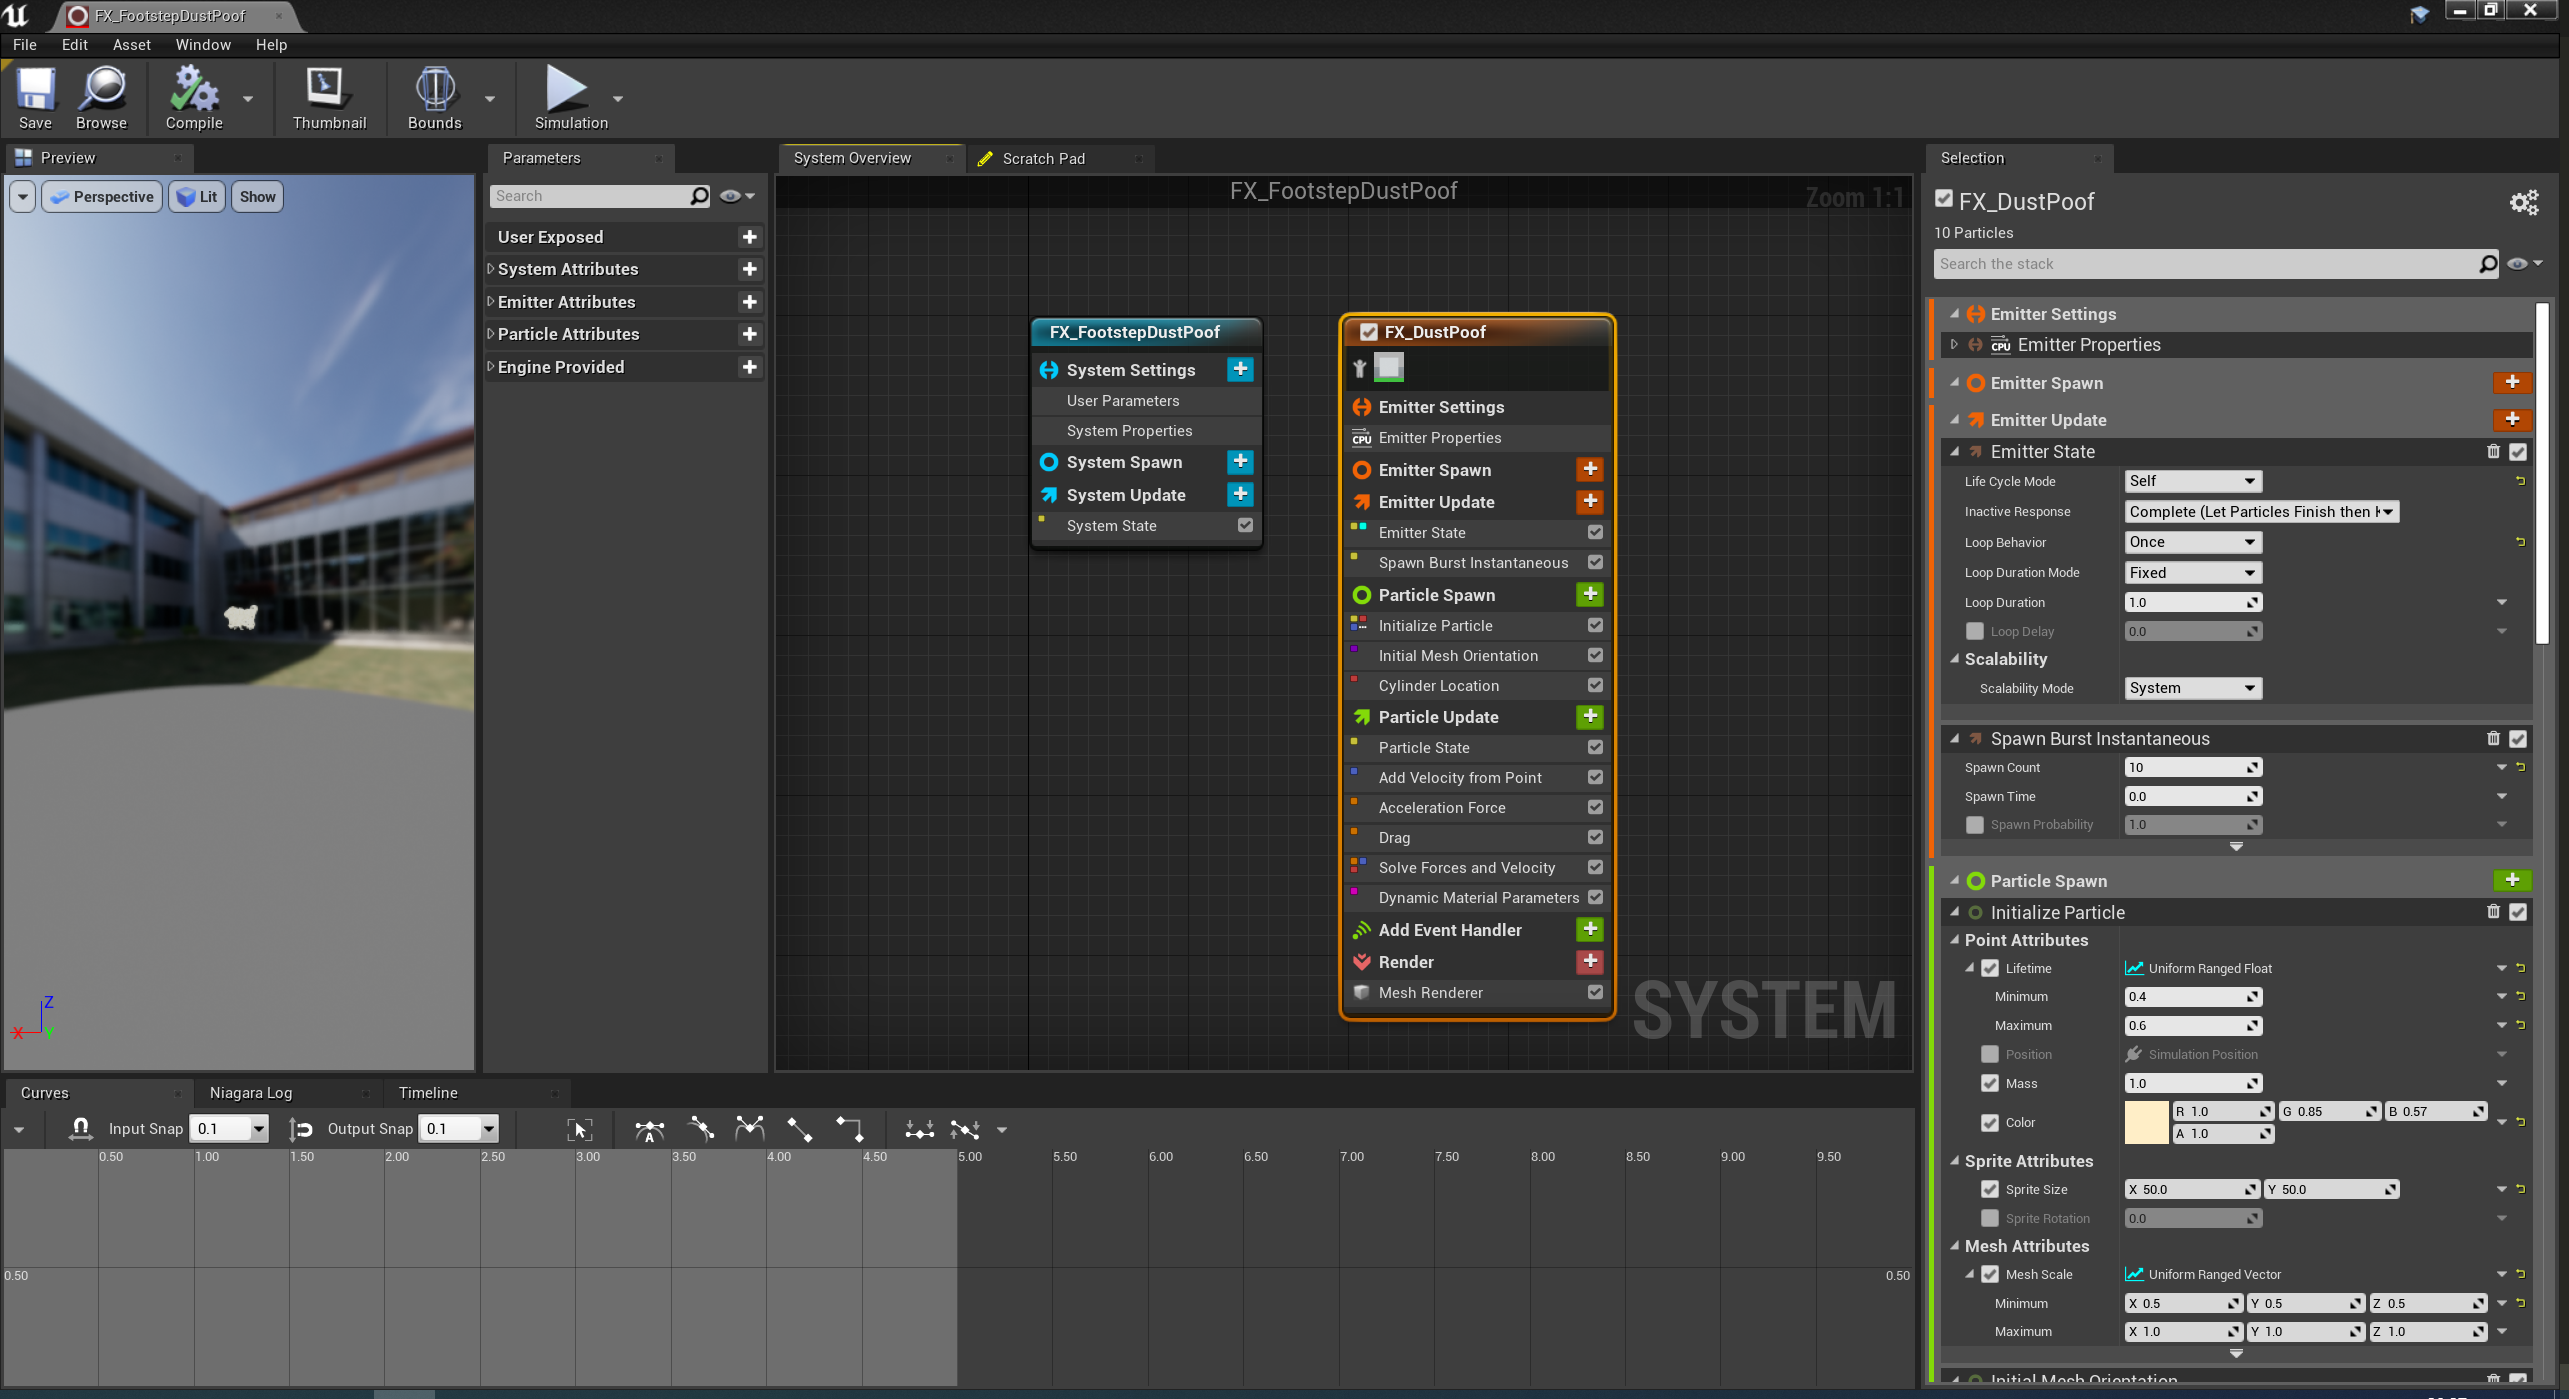 FX_FootstepDustPoof
File Edit Asset Window Help
Save Browse Compile Thumbnail Bounds Simulation
Preview
Perspective Lit Show
Z
X Y
Parameters
Search
User Exposed
System Attributes
Emitter Attributes
Particle Attributes
Engine Provided
System Overview Scratch Pad
FX_FootstepDustPoof
Zoom 1:1
FX_FootstepDustPoof
System Settings
User Parameters
System Properties
System Spawn
System Update
System State
FX_DustPoof
Emitter Settings
CPU Emitter Properties
Emitter Spawn
Emitter Update
Emitter State
Spawn Burst Instantaneous
Particle Spawn
Initialize Particle
Initial Mesh Orientation
Cylinder Location
Particle Update
Particle State
Add Velocity from Point
Acceleration Force
Drag
Solve Forces and Velocity
Dynamic Material Parameters
Add Event Handler
Render
Mesh Renderer
SYSTEM
Selection
FX_DustPoof
10 Particles
Search the stack
Emitter Settings
CPU Emitter Properties
Emitter Spawn
Emitter Update
Emitter State
Life Cycle Mode Self
Inactive Response Complete (Let Particles Finish then
Loop Behavior Once
Loop Duration Mode Fixed
Loop Duration 1.0
Loop Delay 0.0
Scalability
Scalability Mode System
Spawn Burst Instantaneous
Spawn Count 10
Spawn Time 0.0
Spawn Probability 1.0
Particle Spawn
Initialize Particle
Point Attributes
Lifetime Uniform Ranged Float
Minimum 0.4
Maximum 0.6
Position Simulation Position
Mass 1.0
Color R 1.0 G 0.85 B 0.57
A 1.0
Sprite Attributes
Sprite Size X 50.0 Y 50.0
Sprite Rotation 0.0
Mesh Attributes
Mesh Scale Uniform Ranged Vector
Minimum X 0.5 Y 0.5 Z 0.5
Maximum X 1.0 Y 1.0 Z 1.0
Initial Mesh Orientation
Curves Niagara Log Timeline
Input Snap 0.1 Output Snap 0.1
0.50 1.00 1.50 2.00 2.50 3.00 3.50 4.00 4.50 5.00 5.50 6.00 6.50 7.00 7.50 8.00 8.50 9.00 9.50
0.50 0.50